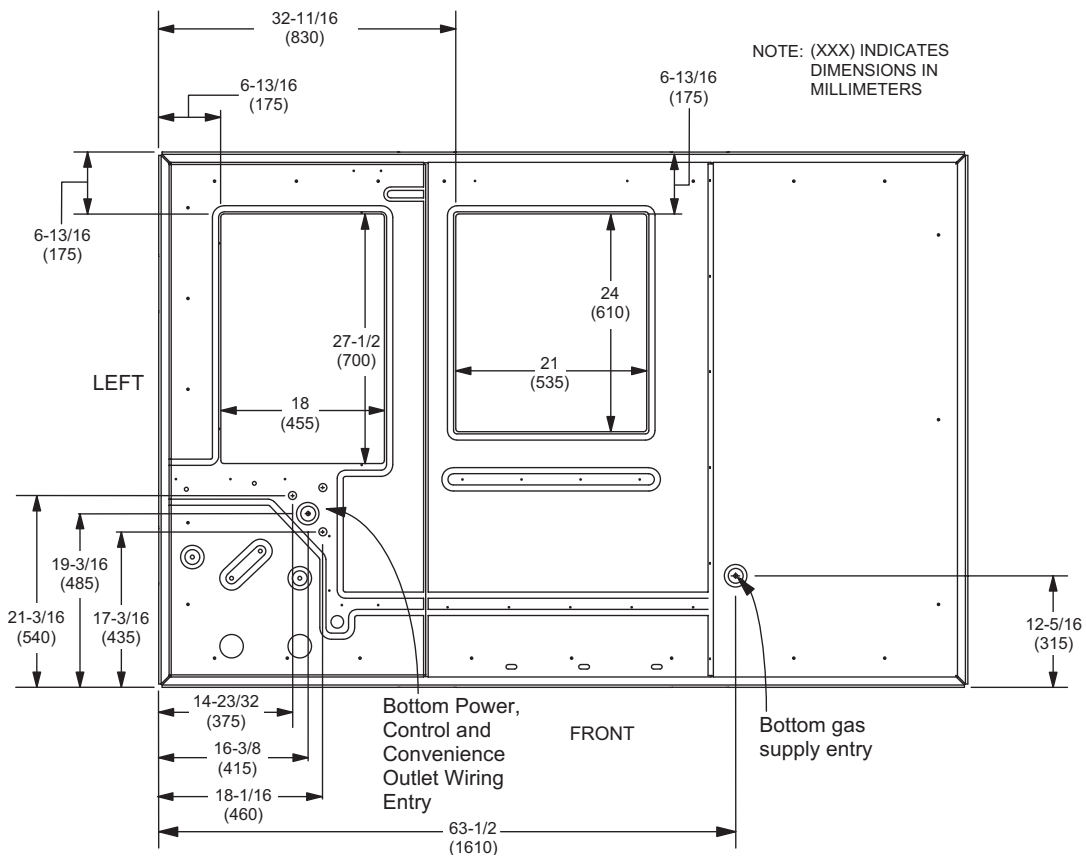 32-11/16
(830)
NOTE: (XXX) INDICATES
DIMENSIONS IN
MILLIMETERS
6-13/16
(175)
6-13/16
(175)
6-13/16
(175)
24
(610)
27-1/2
(700)
21
(535)
LEFT
18
(455)
19-3/16
(485)
21-3/16
(540)
17-3/16
(435)
12-5/16
(315)
14-23/32
(375)
Bottom Power,
Control and
Convenience
Outlet Wiring
Entry
FRONT
Bottom gas
supply entry
16-3/8
(415)
18-1/16
(460)
63-1/2
(1610)